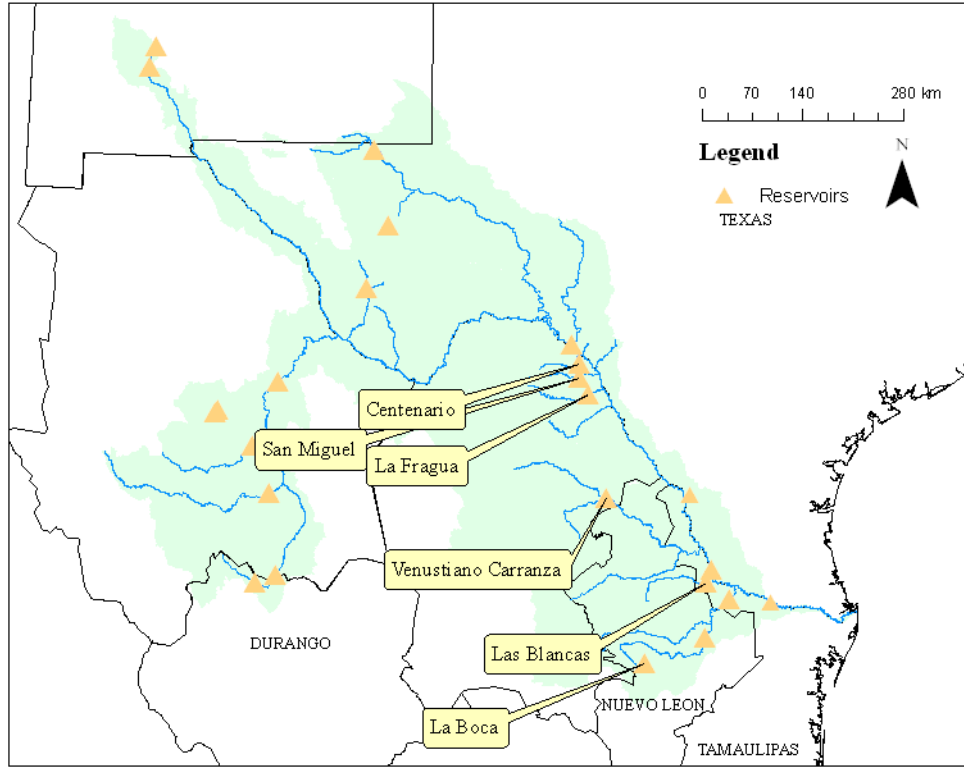 0 70 140 280 km
Legend
N
Reservoirs
TEXAS
Centenario
San Miguel
La Fragua
Venustiano Carranza
DURANGO
Las Blancas
NUEVO LEON
La Boca
TAMAULIPAS